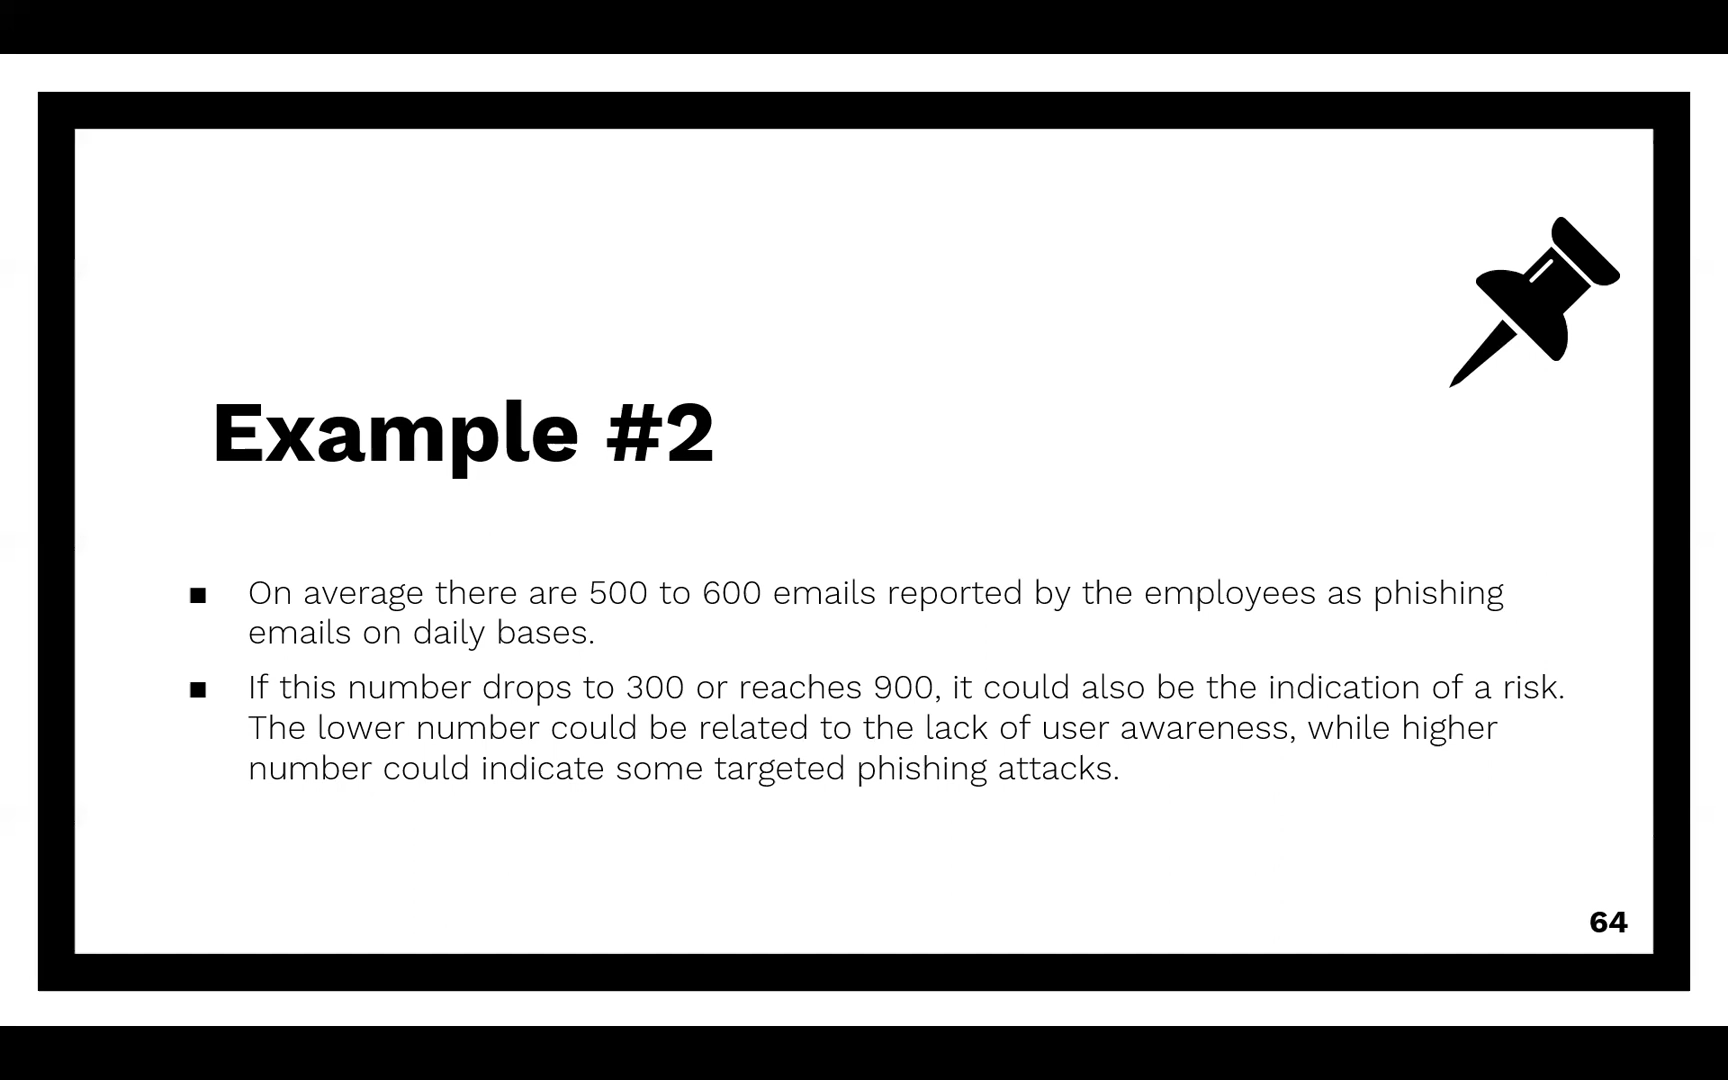 Example #2
■ On average there are 500 to 600 emails reported by the employees as phishing
emails on daily bases.
■ If this number drops to 300 or reaches 900, it could also be the indication of a risk.
The lower number could be related to the lack of user awareness, while higher
number could indicate some targeted phishing attacks.
64